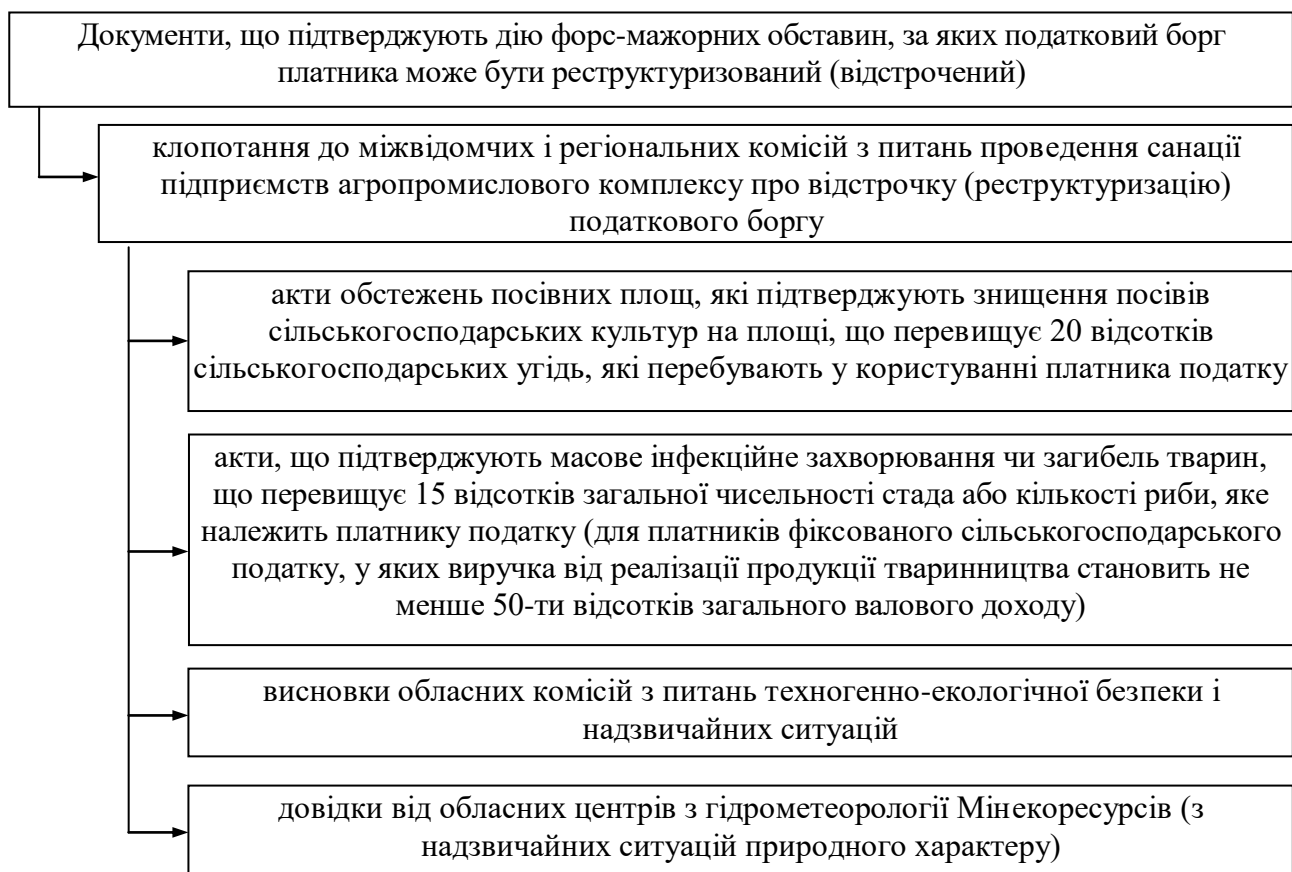 Документи, що підтверджують дію форс-мажорних обставин, за яких податковий борг
платника може бути реструктуризований (відстрочений)
клопотання до міжвідомчих і регіональних комісій з питань проведення санації
підприємств агропромислового комплексу про відстрочку (реструктуризацію)
податкового боргу
акти обстежень посівних площ, які підтверджують знищення посівів
сільськогосподарських культур на площі, що перевищує 20 відсотків
сільськогосподарських угідь, які перебувають у користуванні платника податку
акти, що підтверджують масове інфекційне захворювання чи загибель тварин,
що перевищує 15 відсотків загальної чисельності стада або кількості риби, яке
належить платнику податку (для платників фіксованого сільськогосподарського
податку, у яких виручка від реалізації продукції тваринництва становить не
менше 50-ти відсотків загального валового доходу)
висновки обласних комісій з питань техногенно-екологічної безпеки і
надзвичайних ситуацій
довідки від обласних центрів з гідрометеорології Мінекоресурсів (з
надзвичайних ситуацій природного характеру)